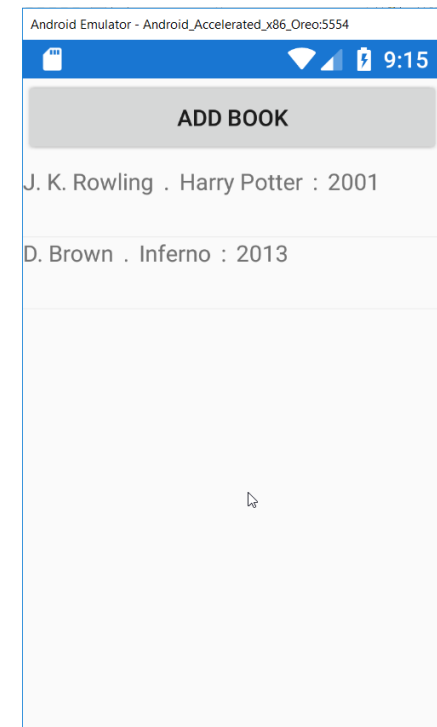 Android Emulator - Android_Accelerated_x86_Oreo:5554
9:15
ADD BOOK
J. K. Rowling . Harry Potter : 2001
D. Brown . Inferno : 2013